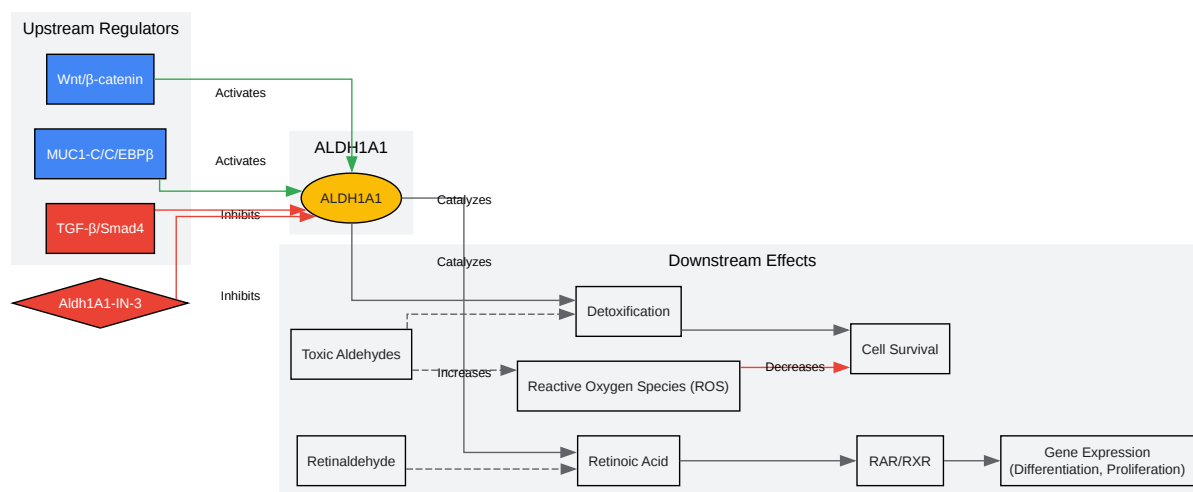 Upstream Regulators
Wnt/β-catenin
Activates
MUC1-C/C/EBPβ
Activates
ALDH1A1
ALDH1A1
Catalyzes
TGF-β/Smad4
Inhibits
Aldh1A1-IN-3
Inhibits
Catalyzes
Downstream Effects
Detoxification
Toxic Aldehydes
Increases
Reactive Oxygen Species (ROS)
Decreases
Cell Survival
Retinaldehyde
Retinoic Acid
RAR/RXR
Gene Expression
(Differentiation, Proliferation)